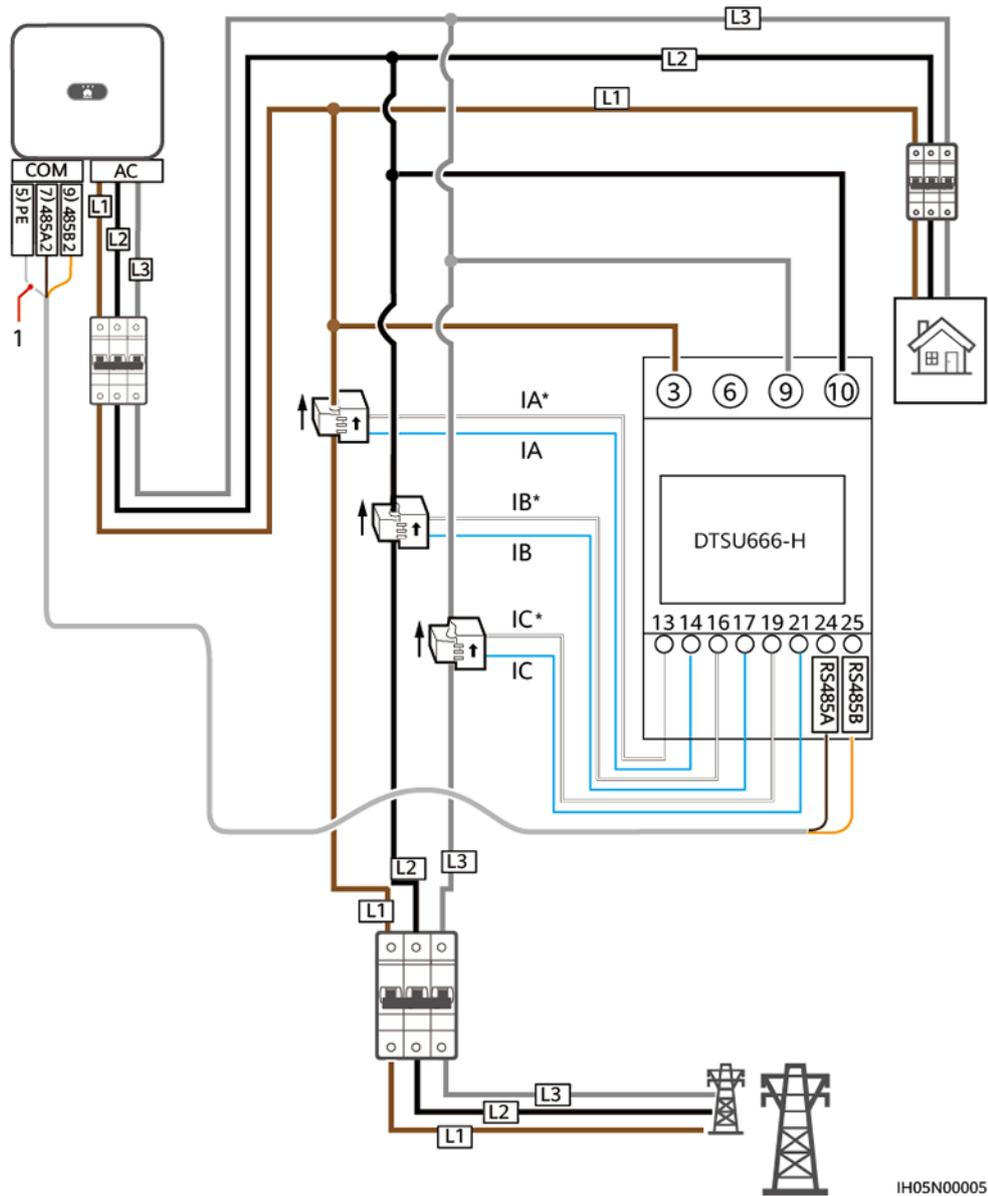 L3
L2
L1
COM
AC
5) PE
7) 485A2
9) 485B2
L1
L2
L3
1
3
6
9
10
IA*
IA
IB*
IB
DTSU666-H
IC*
IC
13 14 16 17 19 21 24 25
RS485A
RS485B
L2
L3
L1
L3
L2
L1
IH05N00005